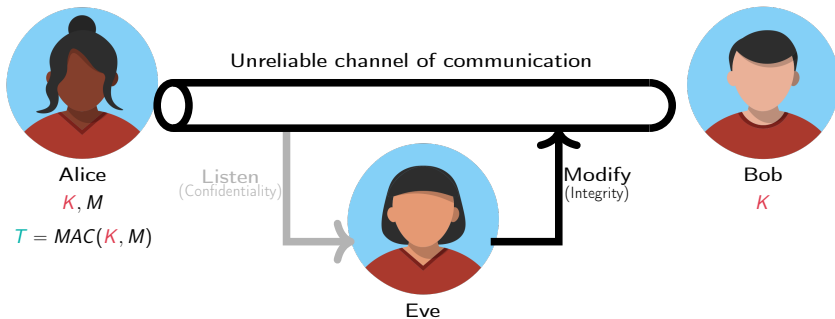 Unreliable channel of communication
Alice
K, M
T = MAC(K, M)
Listen
(Confidentiality)
Eve
Modify
(Integrity)
Bob
K